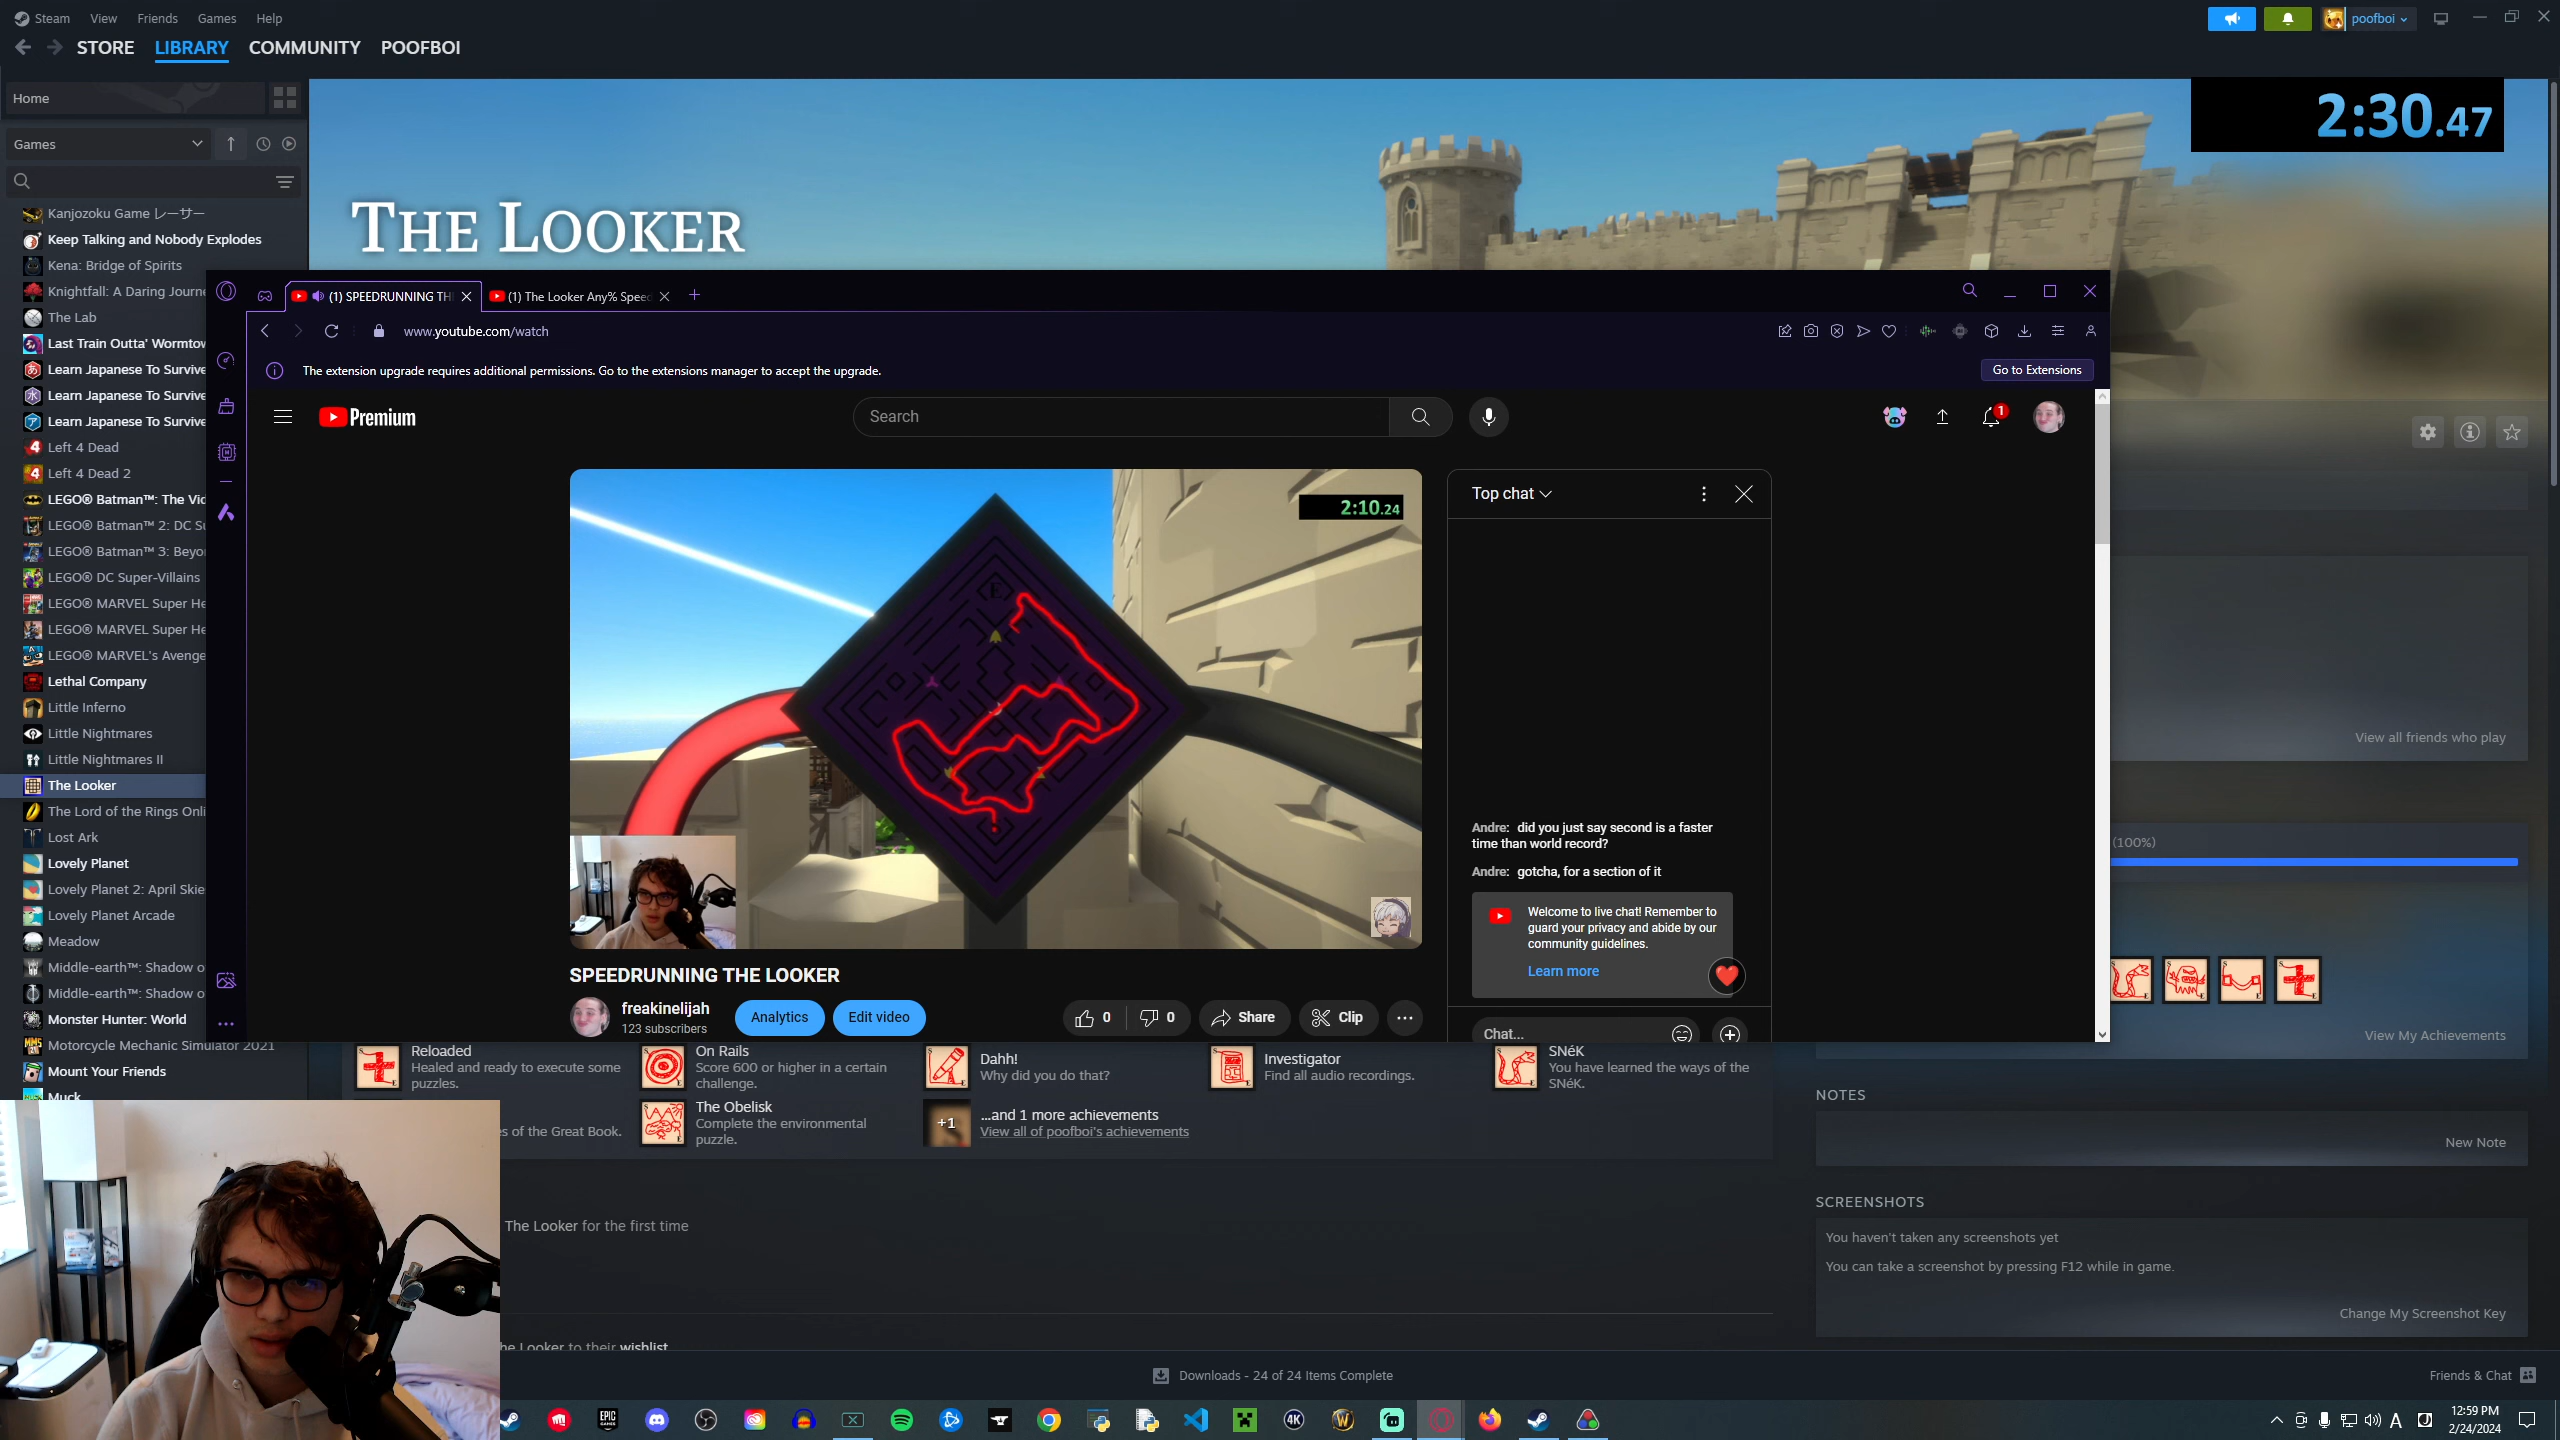 Steam View Friends Games Help
poofboi
STORE LIBRARY COMMUNITY POOFBOI
Home
2:30.47
Games
THE LOOKER
Kanjozoku Game レーサー
Keep Talking and Nobody Explodes
Kena: Bridge of Spirits
Knightfall: A Daring Journe
The Lab
Last Train Outta' Wormtow
Learn Japanese To Survive
Learn Japanese To Survive
Learn Japanese To Survive
Left 4 Dead
Left 4 Dead 2
LEGO® Batman™: The Vid
LEGO® Batman™ 2: DC Su
LEGO® Batman™ 3: Beyo
LEGO® DC Super-Villains
LEGO® MARVEL Super He
LEGO® MARVEL Super He
LEGO® MARVEL's Avenge
Lethal Company
Little Inferno
Little Nightmares
Little Nightmares II
The Looker
The Lord of the Rings Onli
Lost Ark
Lovely Planet
Lovely Planet 2: April Skie
Lovely Planet Arcade
Meadow
Middle-earth™: Shadow o
Middle-earth™: Shadow o
Monster Hunter: World
Motorcycle Mechanic Simulator 2021
Mount Your Friends
Muck
(1) SPEEDRUNNING TH
(1) The Looker Any% Speed
www.youtube.com/watch
The extension upgrade requires additional permissions. Go to the extensions manager to accept the upgrade.
Go to Extensions
Premium
Search
1
2:10.24
E
Top chat
Andre: did you just say second is a faster
time than world record?
Andre: gotcha, for a section of it
Welcome to live chat! Remember to
guard your privacy and abide by our
community guidelines.
Learn more
Chat...
SPEEDRUNNING THE LOOKER
freakinelijah
123 subscribers
Analytics
Edit video
0
0
Share
Clip
View all friends who play
(100%)
View My Achievements
Reloaded
Healed and ready to execute some
puzzles.
On Rails
Score 600 or higher in a certain
challenge.
Dahh!
Why did you do that?
Investigator
Find all audio recordings.
SNéK
You have learned the ways of the
SNéK.
s of the Great Book.
The Obelisk
Complete the environmental
puzzle.
+1
...and 1 more achievements
View all of poofboi's achievements
NOTES
New Note
SCREENSHOTS
You haven't taken any screenshots yet
You can take a screenshot by pressing F12 while in game.
Change My Screenshot Key
The Looker for the first time
he Looker to their wishlist
Downloads - 24 of 24 Items Complete
Friends & Chat
EPIC
GAMES
4K
A
12:59 PM
2/24/2024